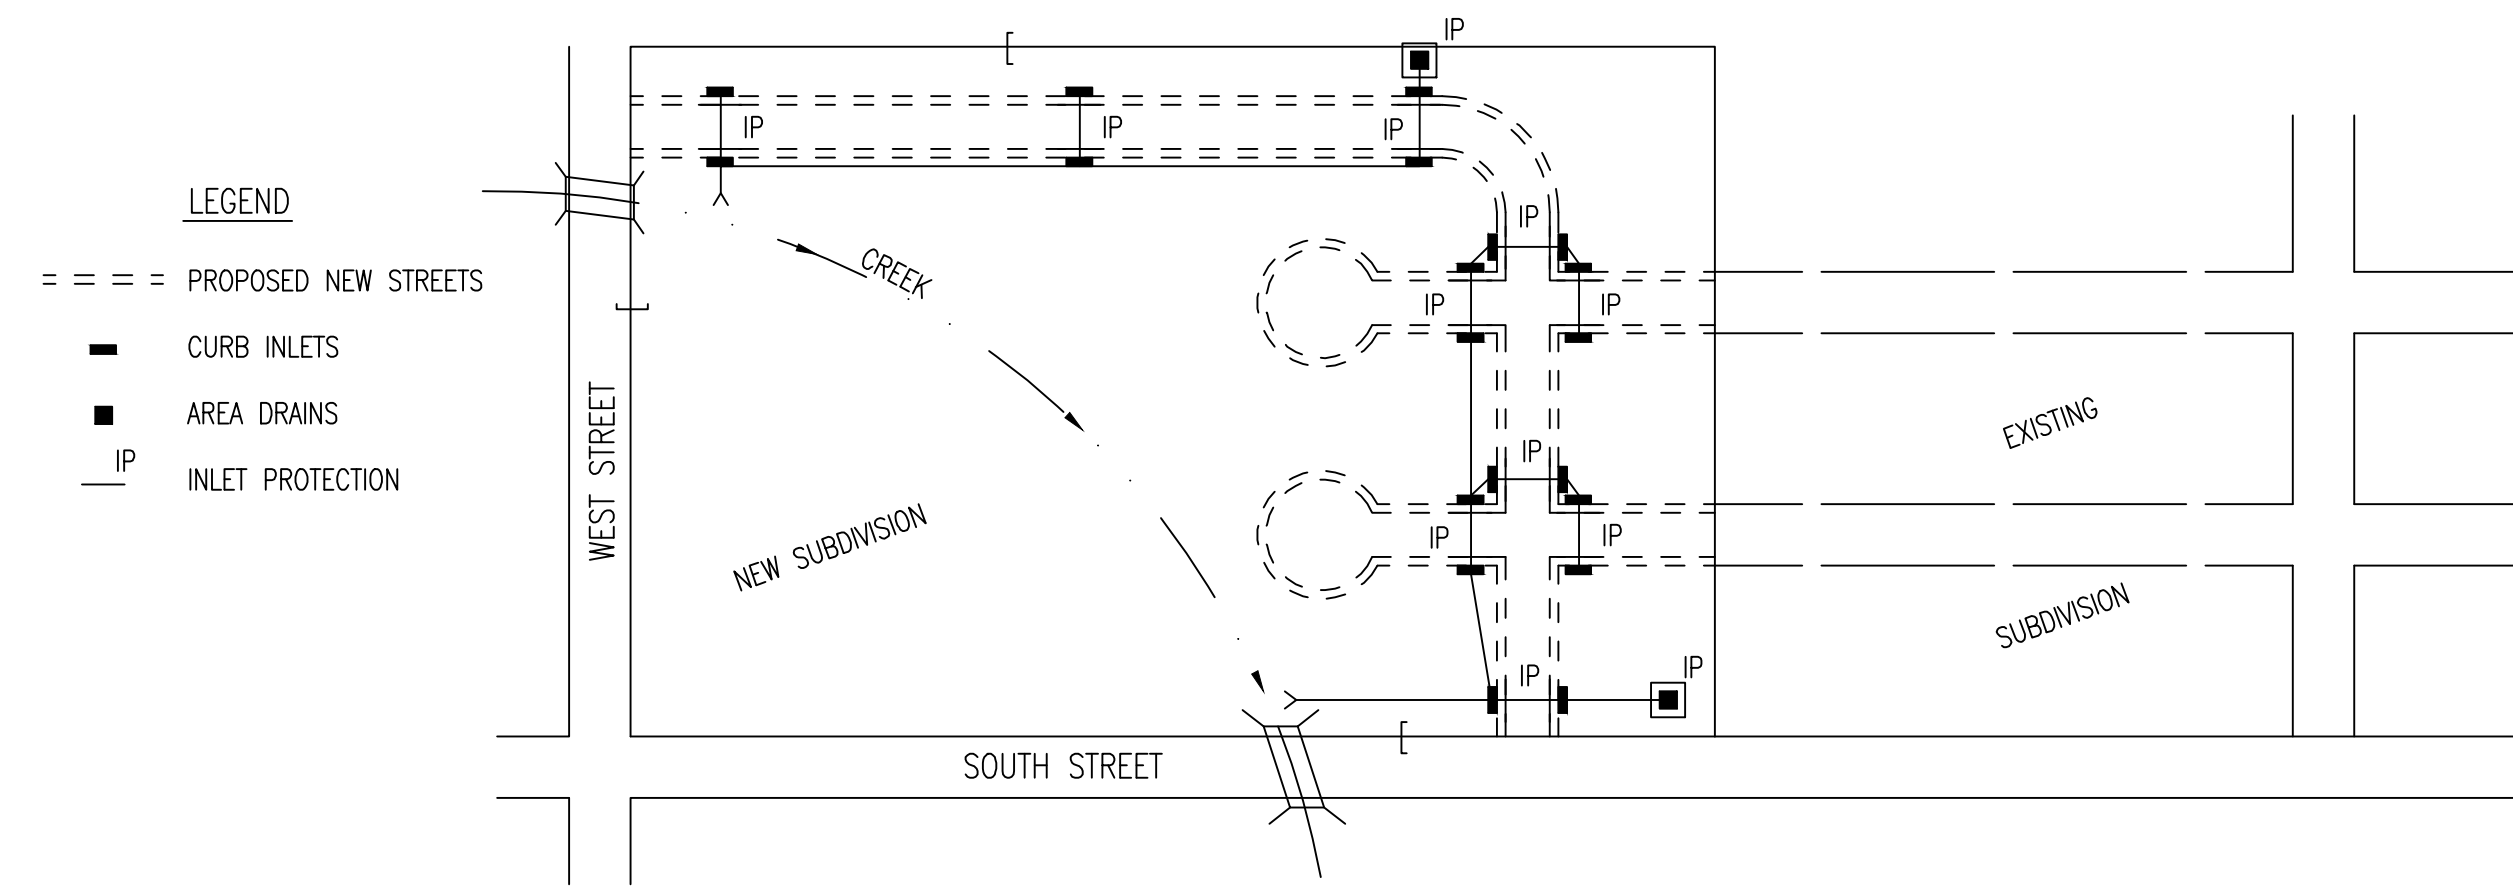 IP
IP
IP
IP
LEGEND
PROPOSED NEW STREETS
CURB INLETS
AREA DRAINS
IP
INLET PROTECTION
CREEK
IP
IP
IP
WEST STREET
NEW SUBDIVISION
IP
IP
IP
EXISTING
SUBDIVISION
IP
IP
SOUTH STREET